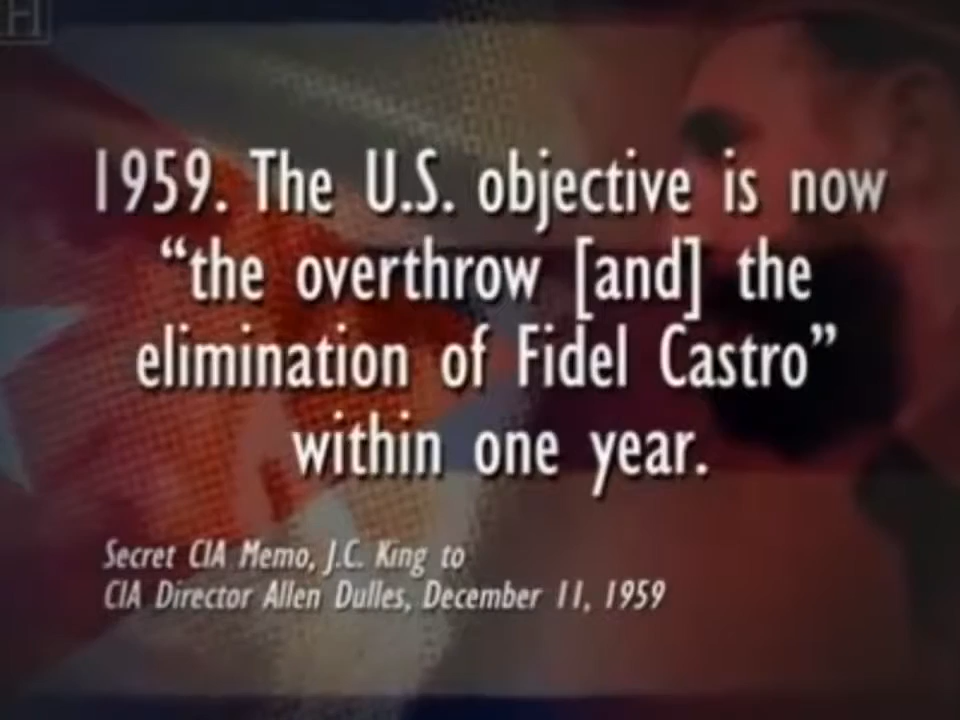 H
1959. The U.S. objective is now
“the overthrow [and] the
elimination of Fidel Castro”
within one year.
Secret CIA Memo, J.C. King to
CIA Director Allen Dulles, December 11, 1959